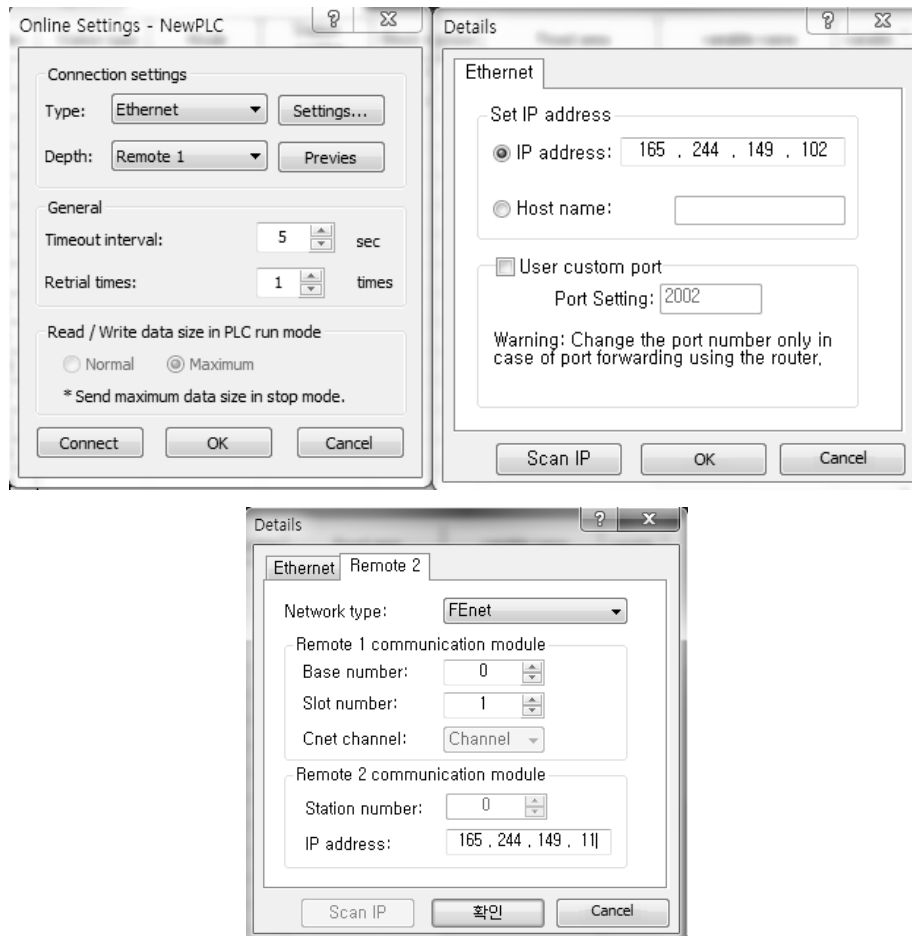 Online Settings - NewPLC
Connection settings
Type: Ethernet Settings...
Depth: Remote 1 Previes
General
Timeout interval: 5 sec
Retrial times: 1 times
Read / Write data size in PLC run mode
Normal Maximum
* Send maximum data size in stop mode.
Connect OK Cancel
Details
Ethernet
Set IP address
IP address: 165 . 244 . 149 . 102
Host name:
User custom port
Port Setting: 2002
Warning: Change the port number only in
case of port forwarding using the router.
Scan IP OK Cancel
Details
Ethernet Remote 2
Network type: FEnet
Remote 1 communication module
Base number: 0
Slot number: 1
Cnet channel: Channel
Remote 2 communication module
Station number: 0
IP address: 165 . 244 . 149 . 11
Scan IP 확인 Cancel